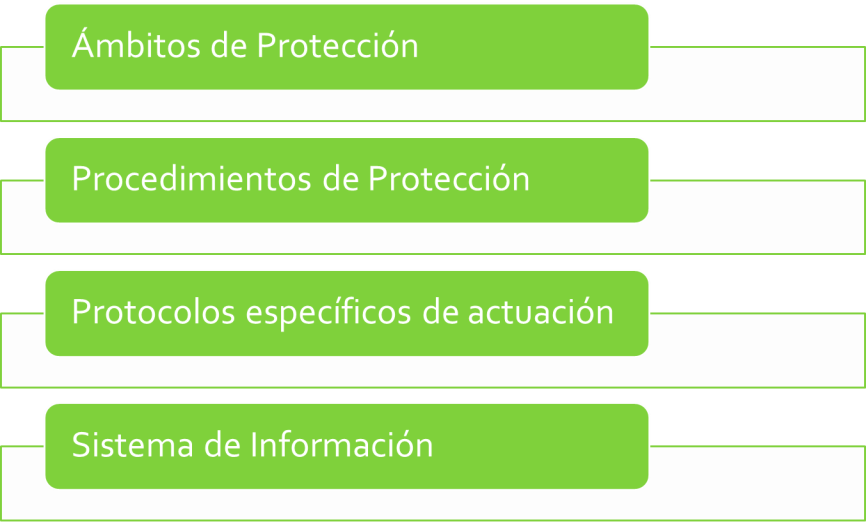 Ámbitos de Protección
Procedimientos de Protección
Protocolos específicos de actuación
Sistema de Información